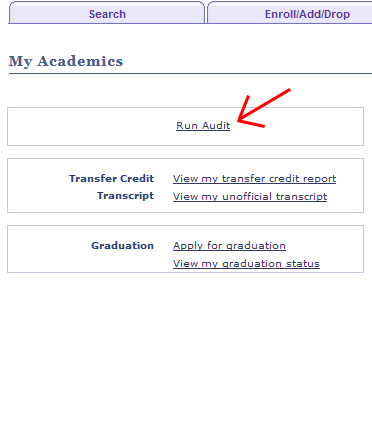 Search Enroll/Add/Drop
My Academics
Run Audit
Transfer Credit View my transfer credit report
Transcript View my unofficial transcript
Graduation Apply for graduation
View my graduation status